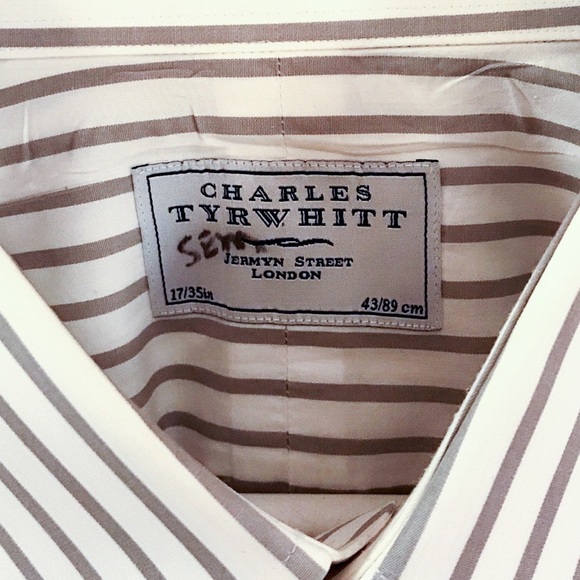 CHARLES
TYRWHITT
JERMYN STREET
LONDON
17/35in 43/89 cm